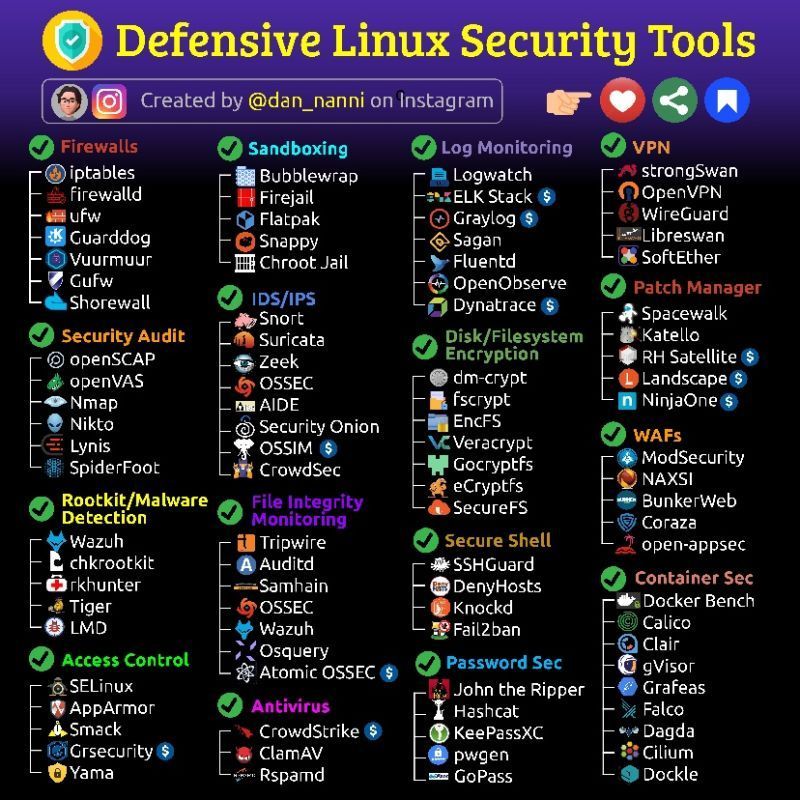 Defensive Linux Security Tools
Created by @dan_nanni on Instagram
Firewalls
iptables
firewalld
ufw
Guarddog
Vuurmuur
Gufw
Shorewall
Security Audit
openSCAP
openVAS
Nmap
Nikto
Lynis
SpiderFoot
Rootkit/Malware
Detection
Wazuh
chkrootkit
rkhunter
Tiger
LMD
Access Control
SELinux
AppArmor
Smack
Grsecurity $
Yama
Sandboxing
Bubblewrap
Firejail
Flatpak
Snappy
Chroot Jail
IDS/IPS
Snort
Suricata
Zeek
OSSEC
AIDE
Security Onion
OSSIM $
CrowdSec
File Integrity
Monitoring
Tripwire
Auditd
Samhain
OSSEC
Wazuh
Osquery
Atomic OSSEC $
Antivirus
CrowdStrike $
ClamAV
Rspamd
Log Monitoring
Logwatch
ELK Stack $
Graylog $
Sagan
Fluentd
OpenObserve
Dynatrace $
Disk/Filesystem
Encryption
dm-crypt
fscrypt
EncFS
Veracrypt
Gocryptfs
eCryptfs
SecureFS
Secure Shell
SSHGuard
DenyHosts
Knockd
Fail2ban
Password Sec
John the Ripper
Hashcat
KeePassXC
pwgen
GoPass
VPN
strongSwan
OpenVPN
WireGuard
Libreswan
SoftEther
Patch Manager
Spacewalk
Katello
RH Satellite $
Landscape $
NinjaOne $
WAFs
ModSecurity
NAXSI
BunkerWeb
Coraza
open-appsec
Container Sec
Docker Bench
Calico
Clair
gVisor
Grafeas
Falco
Dagda
Cilium
Dockle